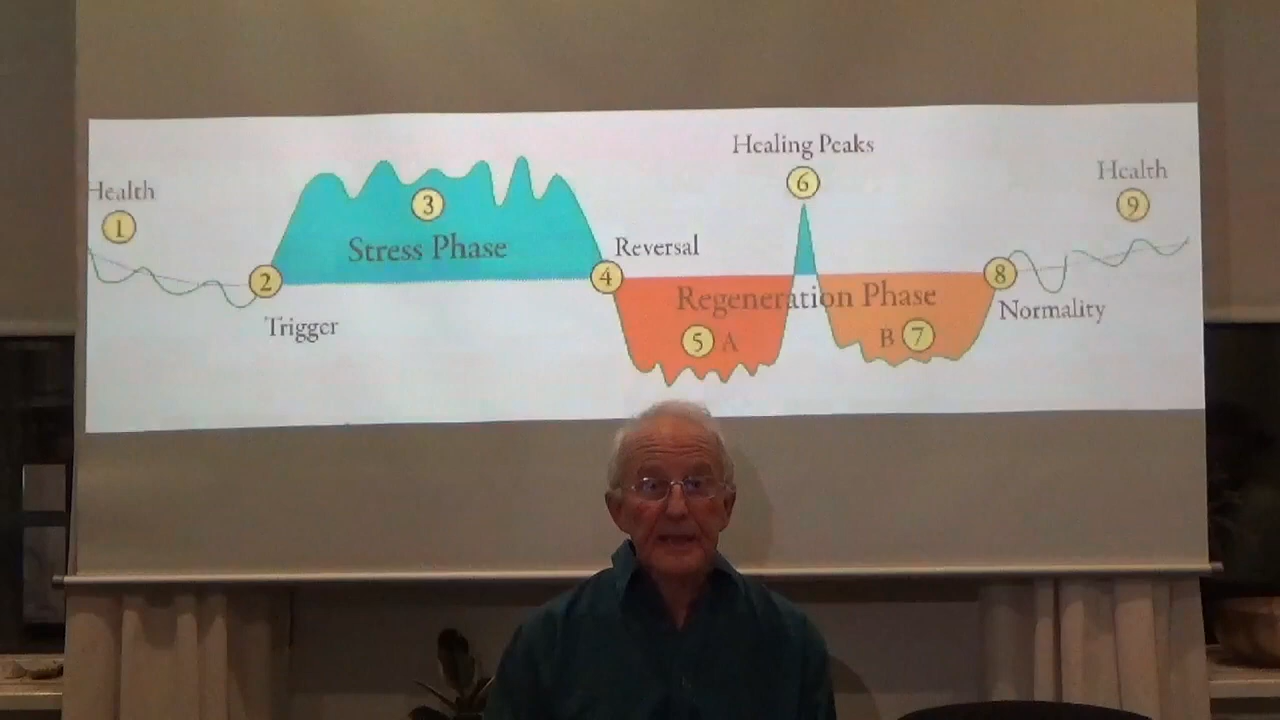 Health
1
2
Trigger
3
Stress Phase
4
Reversal
Regeneration Phase
5 A
Healing Peaks
6
B 7
8
Normality
Health
9